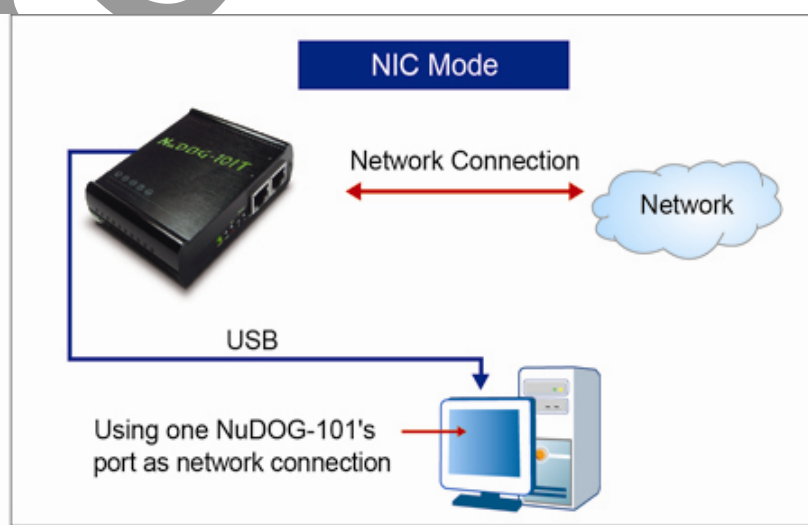 NIC Mode
NuDOG-101T
Network Connection
Network
USB
Using one NuDOG-101's
port as network connection